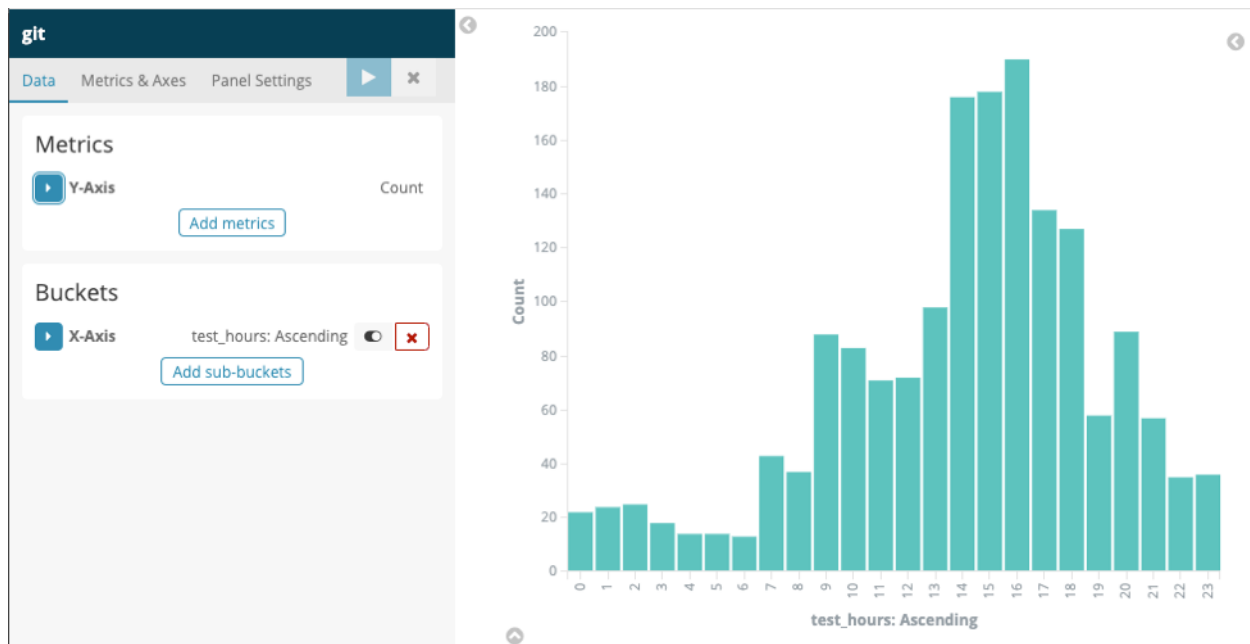 git
Data Metrics & Axes Panel Settings
Metrics
Y-Axis Count
Add metrics
Buckets
X-Axis test_hours: Ascending
Add sub-buckets
200
180
160
140
120
100
80
60
40
20
0
Count
0 1 2 3 4 5 6 7 8 9 10 11 12 13 14 15 16 17 18 19 20 21 22 23
test_hours: Ascending